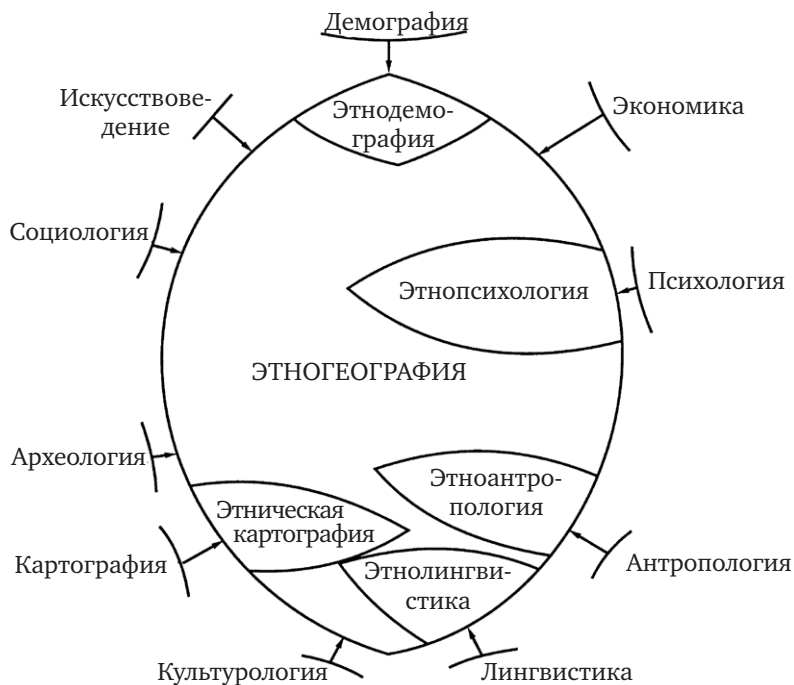 Демография
Искусствове-
дение
Этнодемо-
графия
Экономика
Социология
Этнопсихология
Психология
ЭТНОГЕОГРАФИЯ
Археология
Этноантро-
пология
Этническая
картография
Картография
Этнолингви-
стика
Антропология
Культурология
Лингвистика